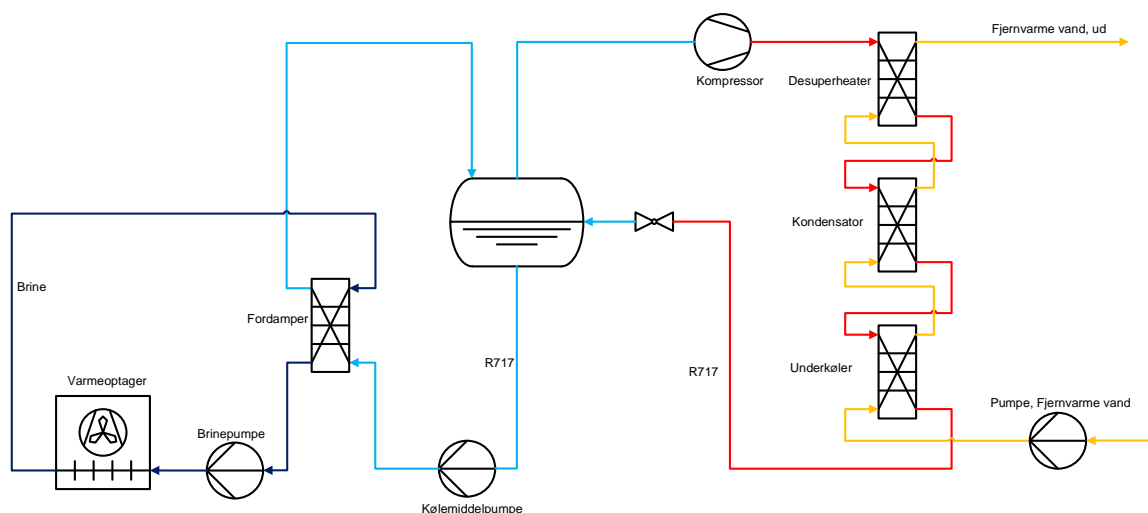 Fjernvarme vand, ud
Kompressor
Desuperheater
Kondensator
Brine
Fordamper
R717
R717
Underkøler
Varmeoptager
Pumpe, Fjernvarme vand
Brinepumpe
Kølemiddelpumpe